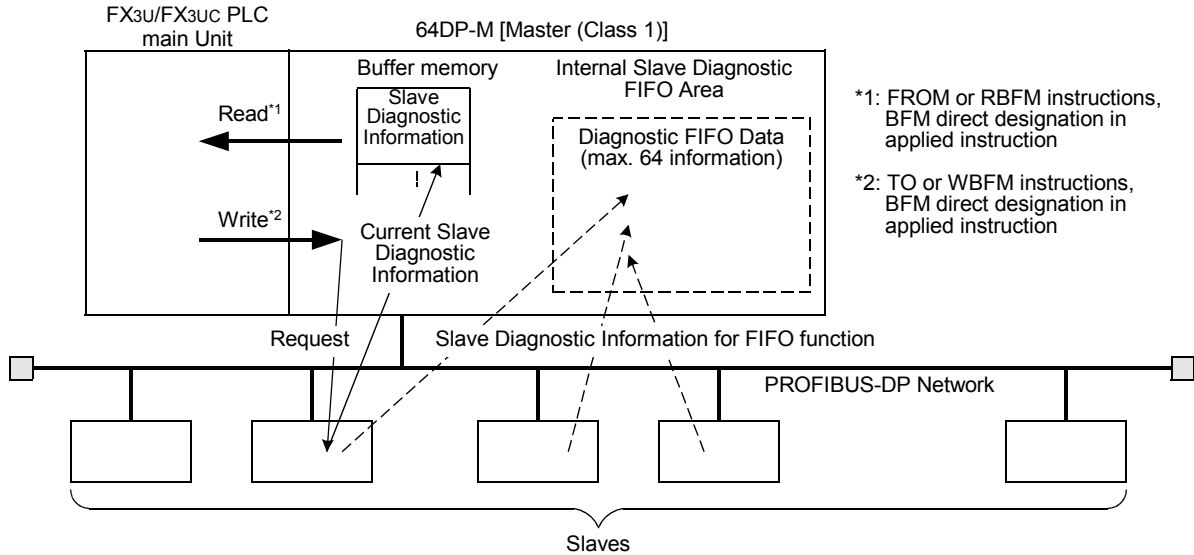 FX3U/FX3UC PLC
main Unit
64DP-M [Master (Class 1)]
Buffer memory
Slave
Diagnostic
Information
Internal Slave Diagnostic
FIFO Area
Diagnostic FIFO Data
(max. 64 information)
Read*1
Write*2
Current Slave
Diagnostic
Information
*1: FROM or RBFM instructions,
BFM direct designation in
applied instruction
*2: TO or WBFM instructions,
BFM direct designation in
applied instruction
Request
Slave Diagnostic Information for FIFO function
PROFIBUS-DP Network
Slaves